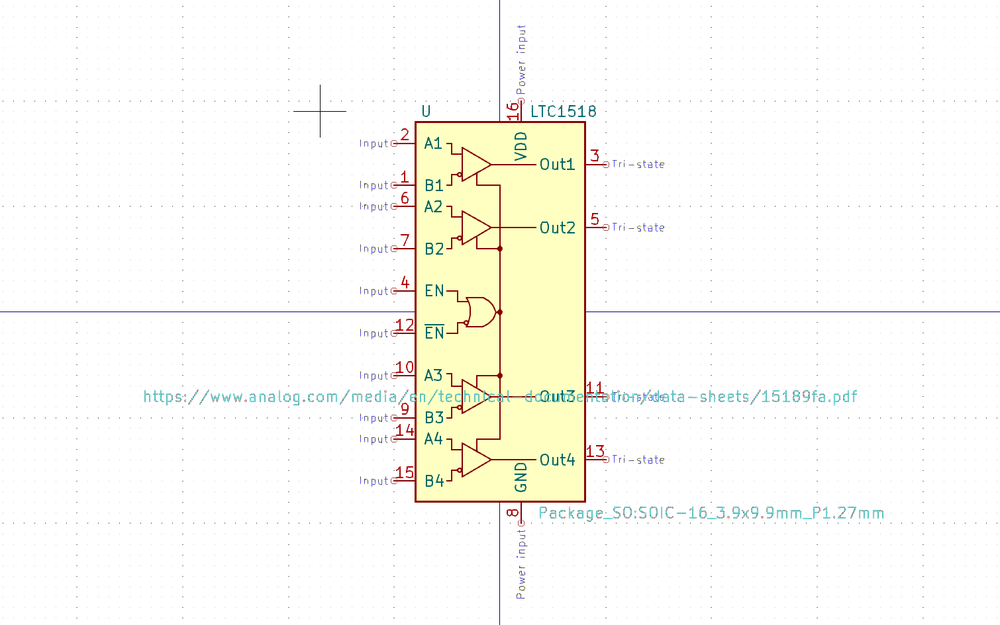 Power input
16
U
LTC1518
VDD
Input 2 A1
Out1 3 Tri-state
Input 1 B1
Input 6 A2
Out2 5 Tri-state
Input 7 B2
Input 4 EN
Input 12 EN
Input 10 A3
https://www.analog.com/media/en/technical-documentation/data-sheets/15189fa.pdf
Out3 11 Tri-state
Input 9 B3
Input 14 A4
Out4 13 Tri-state
Input 15 B4
GND
8
Package_SO:SOIC-16_3.9x9.9mm_P1.27mm
Power input